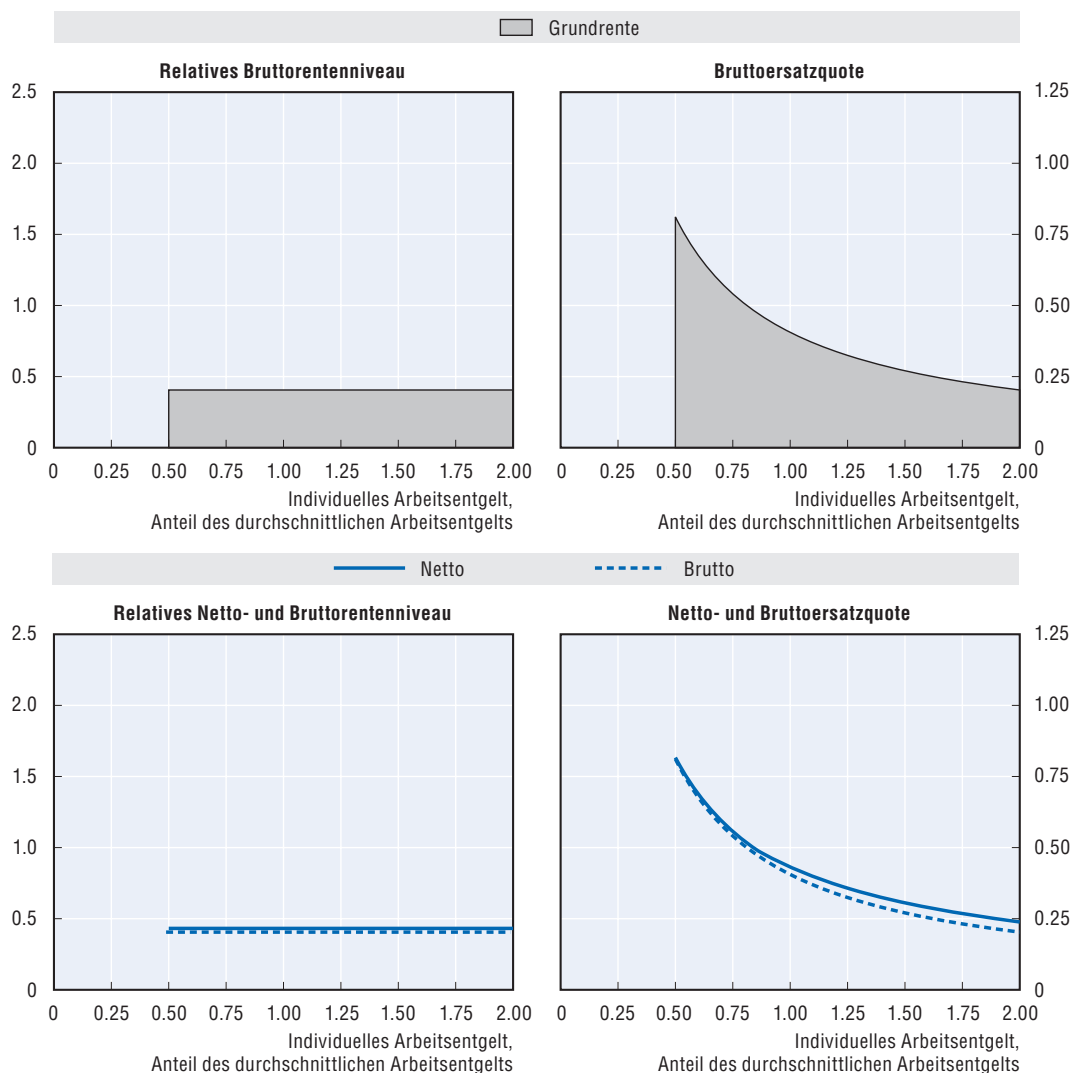 Grundrente
Relatives Bruttorentenniveau
2.5
2.0
1.5
1.0
0.5
0
0 0.25 0.50 0.75 1.00 1.25 1.50 1.75 2.00
Individuelles Arbeitsentgelt,
Anteil des durchschnittlichen Arbeitsentgelts
Bruttoersatzquote
1.25
1.00
0.75
0.50
0.25
0
0 0.25 0.50 0.75 1.00 1.25 1.50 1.75 2.00
Individuelles Arbeitsentgelt,
Anteil des durchschnittlichen Arbeitsentgelts
Netto Brutto
Relatives Netto- und Bruttorentenniveau
2.5
2.0
1.5
1.0
0.5
0
0 0.25 0.50 0.75 1.00 1.25 1.50 1.75 2.00
Individuelles Arbeitsentgelt,
Anteil des durchschnittlichen Arbeitsentgelts
Netto- und Bruttoersatzquote
1.25
1.00
0.75
0.50
0.25
0
0 0.25 0.50 0.75 1.00 1.25 1.50 1.75 2.00
Individuelles Arbeitsentgelt,
Anteil des durchschnittlichen Arbeitsentgelts